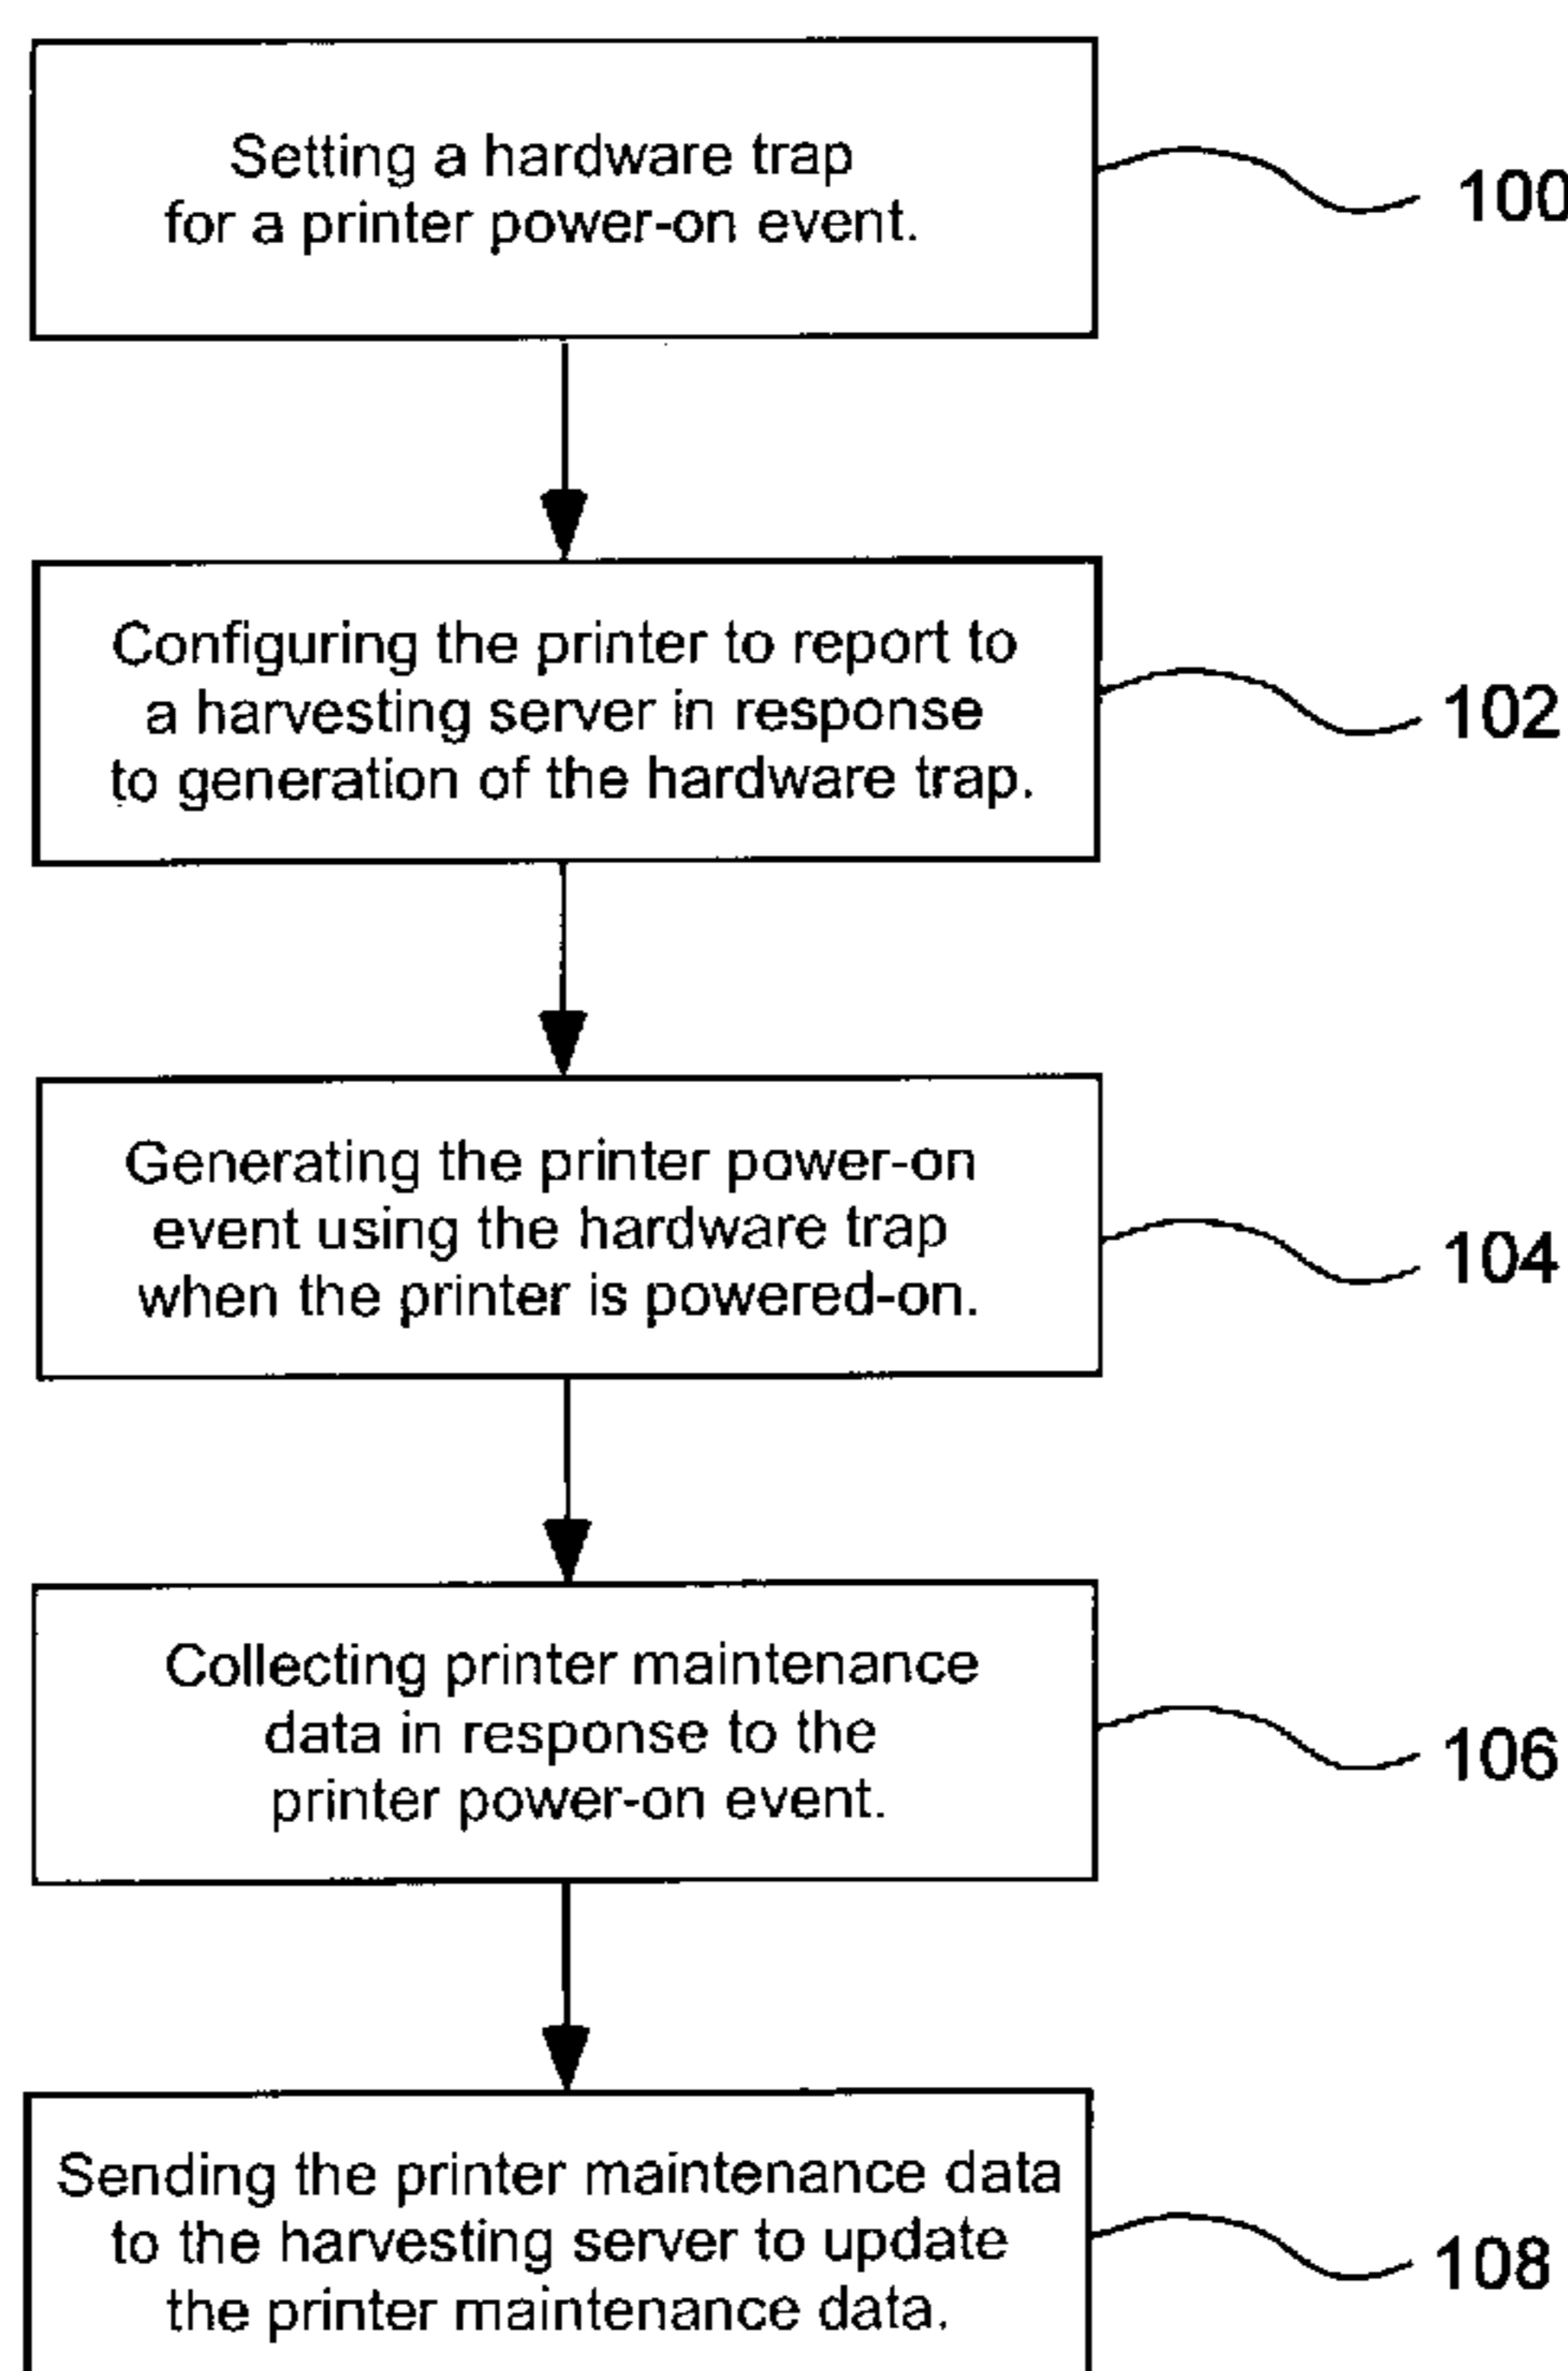 Setting a hardware trap
for a printer power-on event.
100
Configuring the printer to report to
a harvesting server in response
to generation of the hardware trap.
102
Generating the printer power-on
event using the hardware trap
when the printer is powered-on.
104
Collecting printer maintenance
data in response to the
printer power-on event.
106
Sending the printer maintenance data
to the harvesting server to update
the printer maintenance data.
108